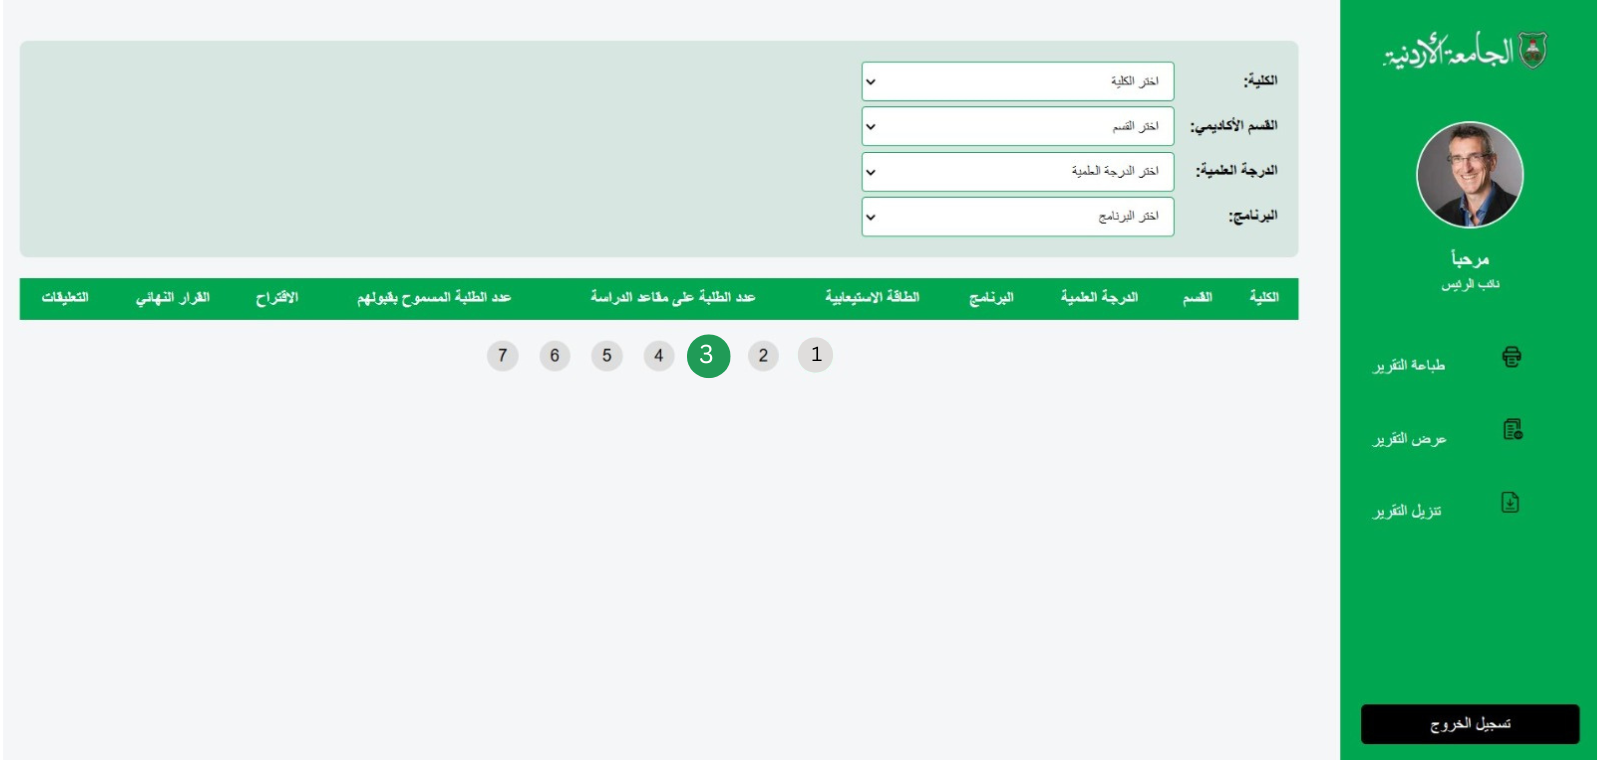 الجامعة الأردنية
مرحباً
نائب الرئيس
طباعة التقرير
عرض التقرير
تنزيل التقرير
تسجيل الخروج
الكلية: اختر الكلية
القسم الأكاديمي: اختر القسم
الدرجة العلمية: اختر الدرجة العلمية
البرنامج: اختر البرنامج
الكلية القسم الدرجة العلمية البرنامج الطاقة الاستيعابية عدد الطلبة على مقاعد الدراسة عدد الطلبة المسموح بقبولهم الاقتراح القرار النهائي التعليقات
1 2 3 4 5 6 7